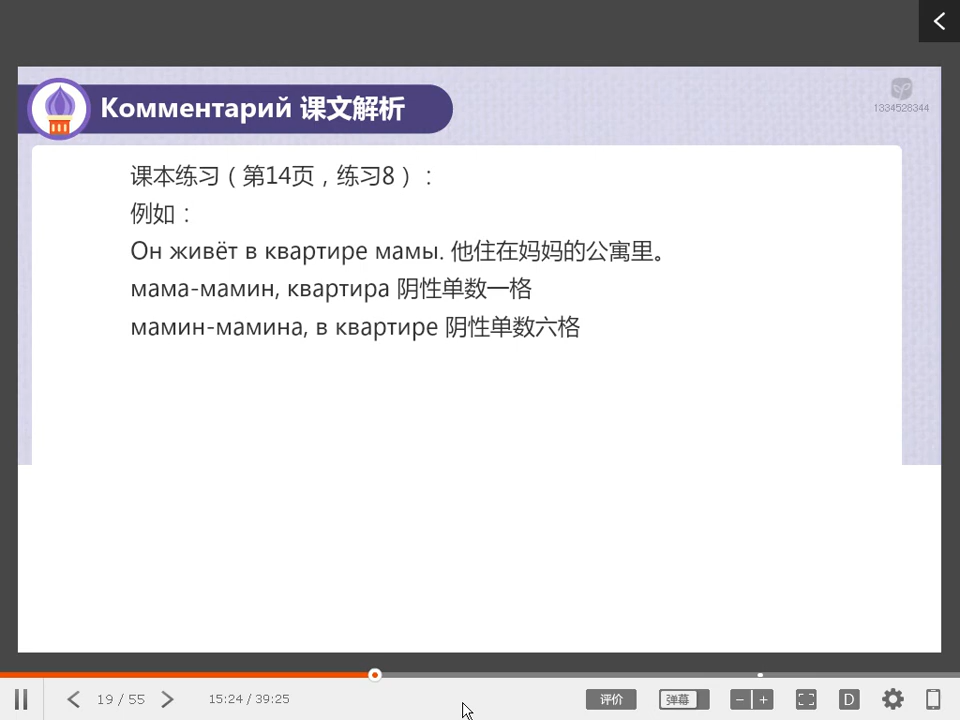 Комментарий 课文解析
1334528344
课本练习（第14页，练习8）：
例如：
Он живёт в квартире мамы. 他住在妈妈的公寓里。
мама-мамин, квартира 阴性单数一格
мамин-мамина, в квартире 阴性单数六格
19 / 55
15:24 / 39:25
评价
弹幕
D